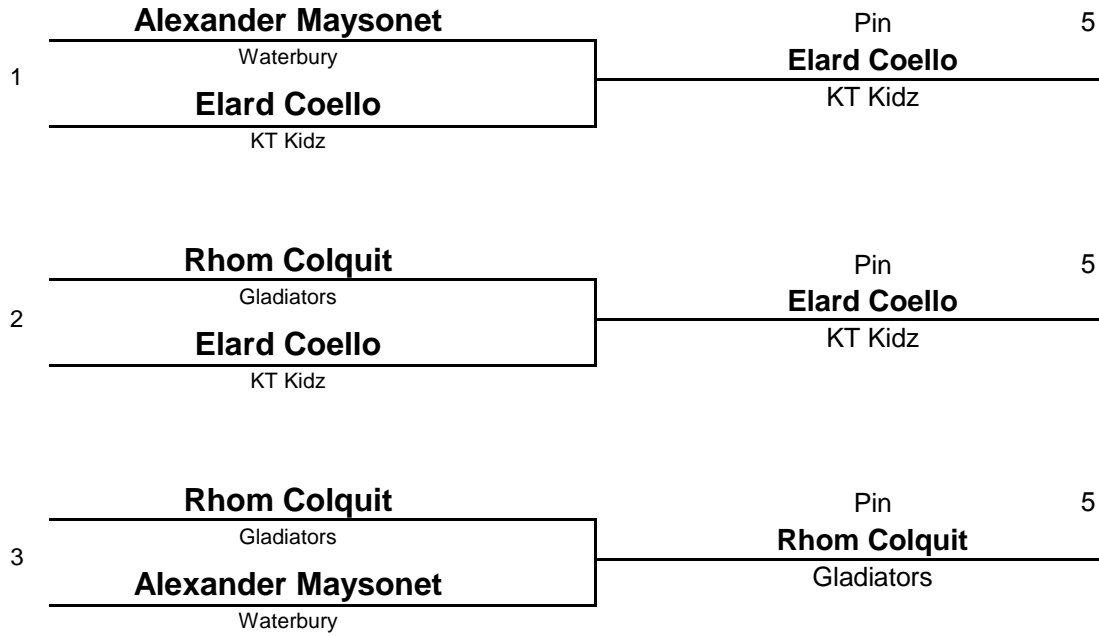 Alexander Maysonet
Pin 5
Waterbury
Elard Coello
1
Elard Coello
KT Kidz
KT Kidz
Rhom Colquit
Pin 5
Gladiators
Elard Coello
2
Elard Coello
KT Kidz
KT Kidz
Rhom Colquit
Pin 5
Gladiators
Rhom Colquit
3
Alexander Maysonet
Gladiators
Waterbury